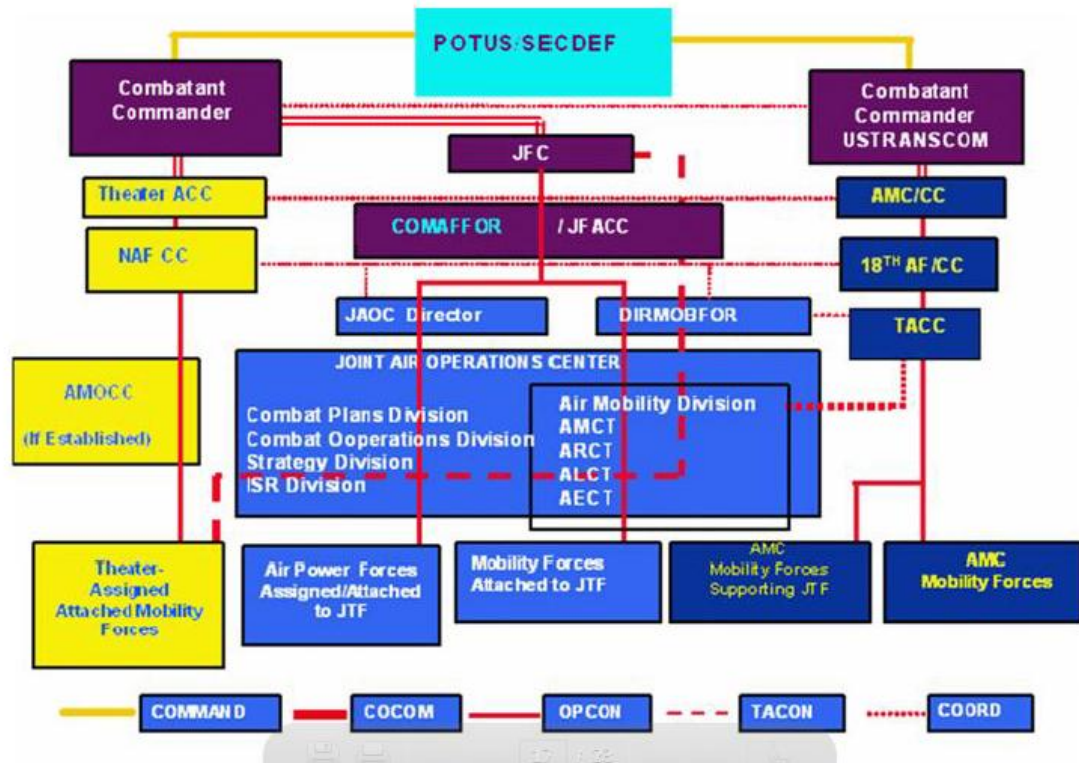 POTUS/SECDEF
Combatant
Commander
Combatant
Commander
USTRANSCOM
JFC
Theater ACC
AMC/CC
COMAFFOR / JFACC
NAF CC
18TH AF/CC
JAOC Director
DIRMOBFOR
TACC
JOINT AIR OPERATIONS CENTER
AMOCC
(If Established)
Combat Plans Division
Combat Ooperations Division
Strategy Division
ISR Division
Air Mobility Division
AMCT
ARCT
ALCT
AECT
Theater-
Assigned
Attached Mobility
Forces
Air Power Forces
Assigned/Attached
to JTF
Mobility Forces
Attached to JTF
AMC
Mobility Forces
Supporting JTF
AMC
Mobility Forces
COMMAND
COCOM
OPCON
TACON
COORD